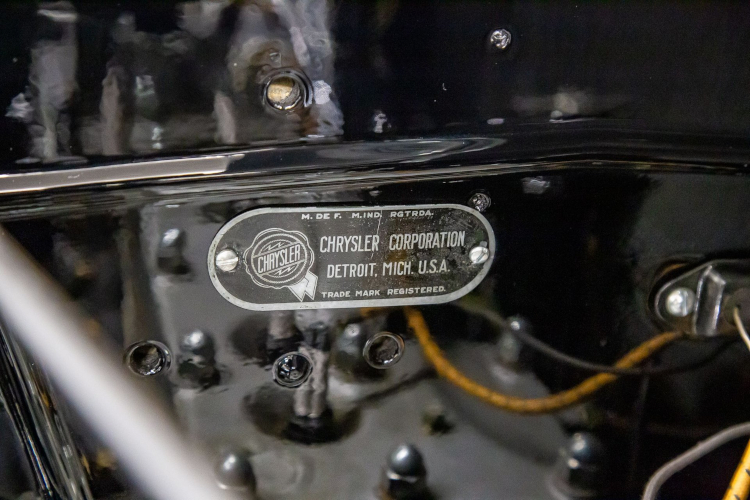 M. DE F. M.IND. RGTRDA.
CHRYSLER
CHRYSLER CORPORATION
DETROIT, MICH. U.S.A.
TRADE MARK REGISTERED.